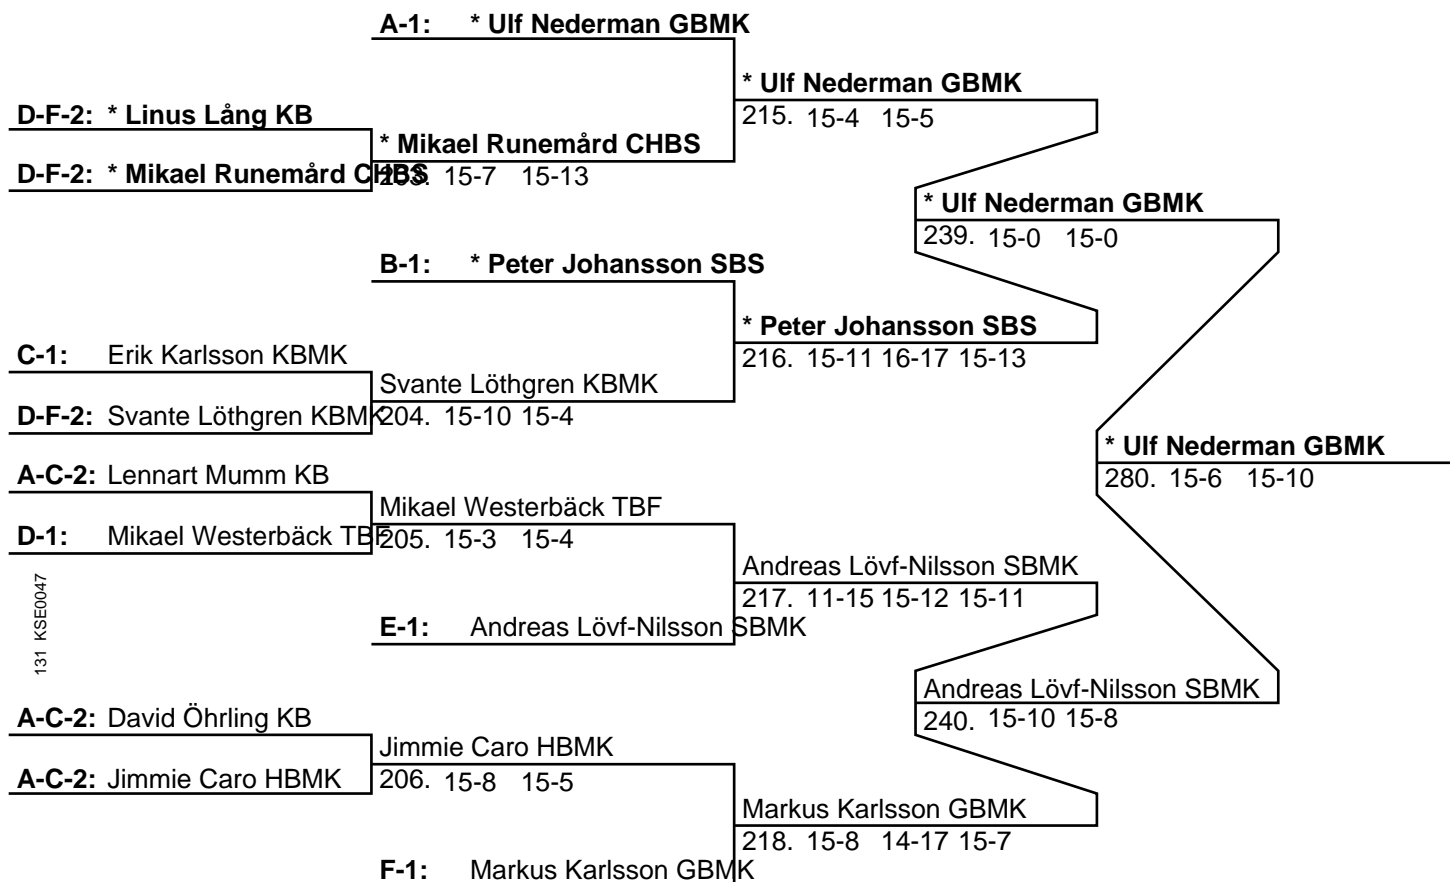 A-1: * Ulf Nederman GBMK
* Ulf Nederman GBMK
215. 15-4 15-5
D-F-2: * Linus Lång KB
* Mikael Runemård CHBS
D-F-2: * Mikael Runemård CHBS
203. 15-7 15-13
* Ulf Nederman GBMK
239. 15-0 15-0
B-1: * Peter Johansson SBS
* Peter Johansson SBS
216. 15-11 16-17 15-13
C-1: Erik Karlsson KBMK
Svante Löthgren KBMK
D-F-2: Svante Löthgren KBMK
204. 15-10 15-4
* Ulf Nederman GBMK
280. 15-6 15-10
A-C-2: Lennart Mumm KB
Mikael Westerbäck TBF
D-1: Mikael Westerbäck TBF
205. 15-3 15-4
Andreas Lövf-Nilsson SBMK
217. 11-15 15-12 15-11
131 KSE0047
E-1: Andreas Lövf-Nilsson SBMK
Andreas Lövf-Nilsson SBMK
240. 15-10 15-8
A-C-2: David Öhrling KB
Jimmie Caro HBMK
A-C-2: Jimmie Caro HBMK
206. 15-8 15-5
Markus Karlsson GBMK
218. 15-8 14-17 15-7
F-1: Markus Karlsson GBMK